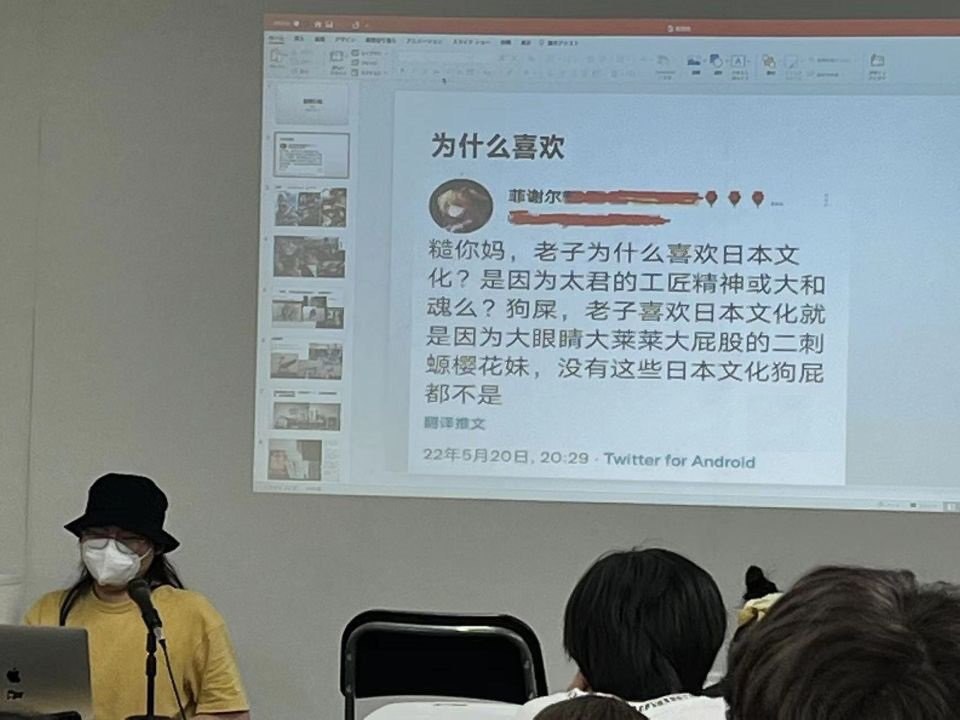 为什么喜欢
菲谢尔
糙你妈，老子为什么喜欢日本文
化？是因为太君的工匠精神或大和
魂么？狗屎，老子喜欢日本文化就
是因为大眼睛大莱莱大屁股的二刺
螈樱花妹，没有这些日本文化狗屁
都不是
翻译推文
22年5月20日, 20:29 · Twitter for Android